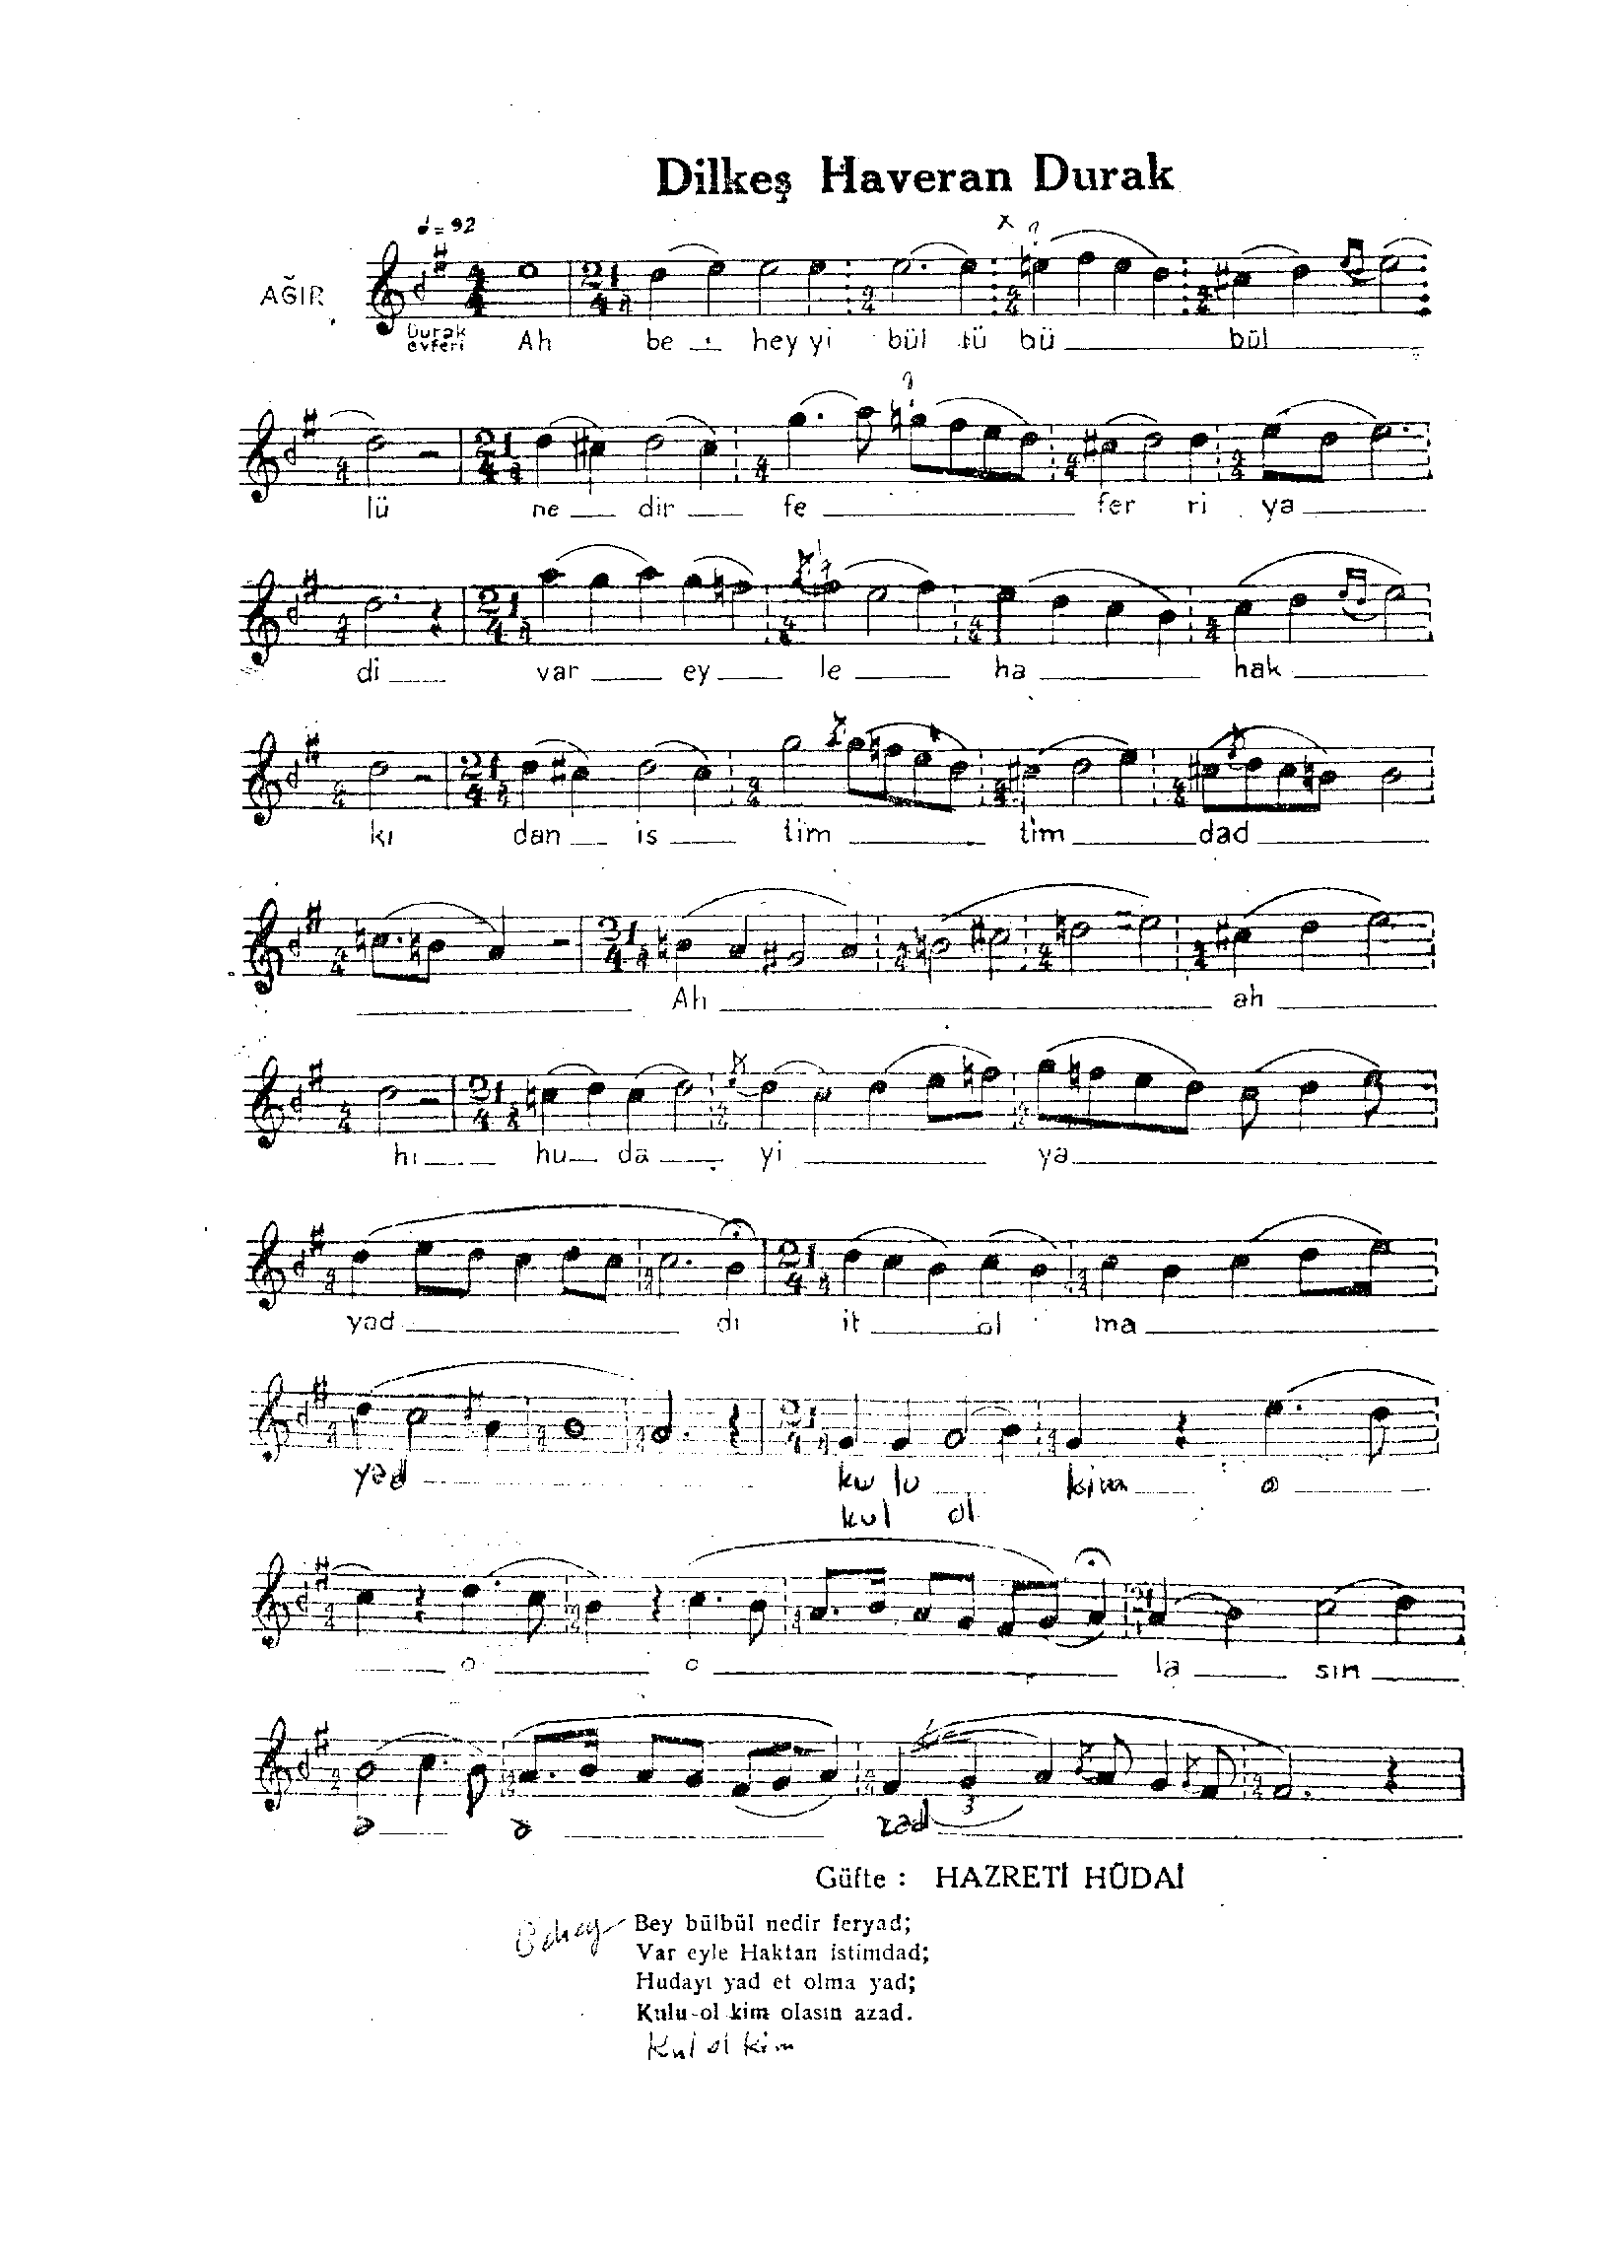 Dilkeş Haveran Durak
♩=92
AĞIR
Durak
evferi
Ah be hey yi bül tü bü bül
lü ne dir fe fer ri ya
di var ey le ha hak
kı dan is tim tim dad
Ah ah
hı hu da yi ya
yad di it ol ma
yad ku lu kim o
kul ol
o o la sın
a a zad
3
Güfte : HAZRETİ HÜDAİ
Behey Bey bülbül nedir feryad;
Var eyle Haktan istimdad;
Hudayı yad et olma yad;
Kulu-ol kim olasın azad.
Kul ol kim